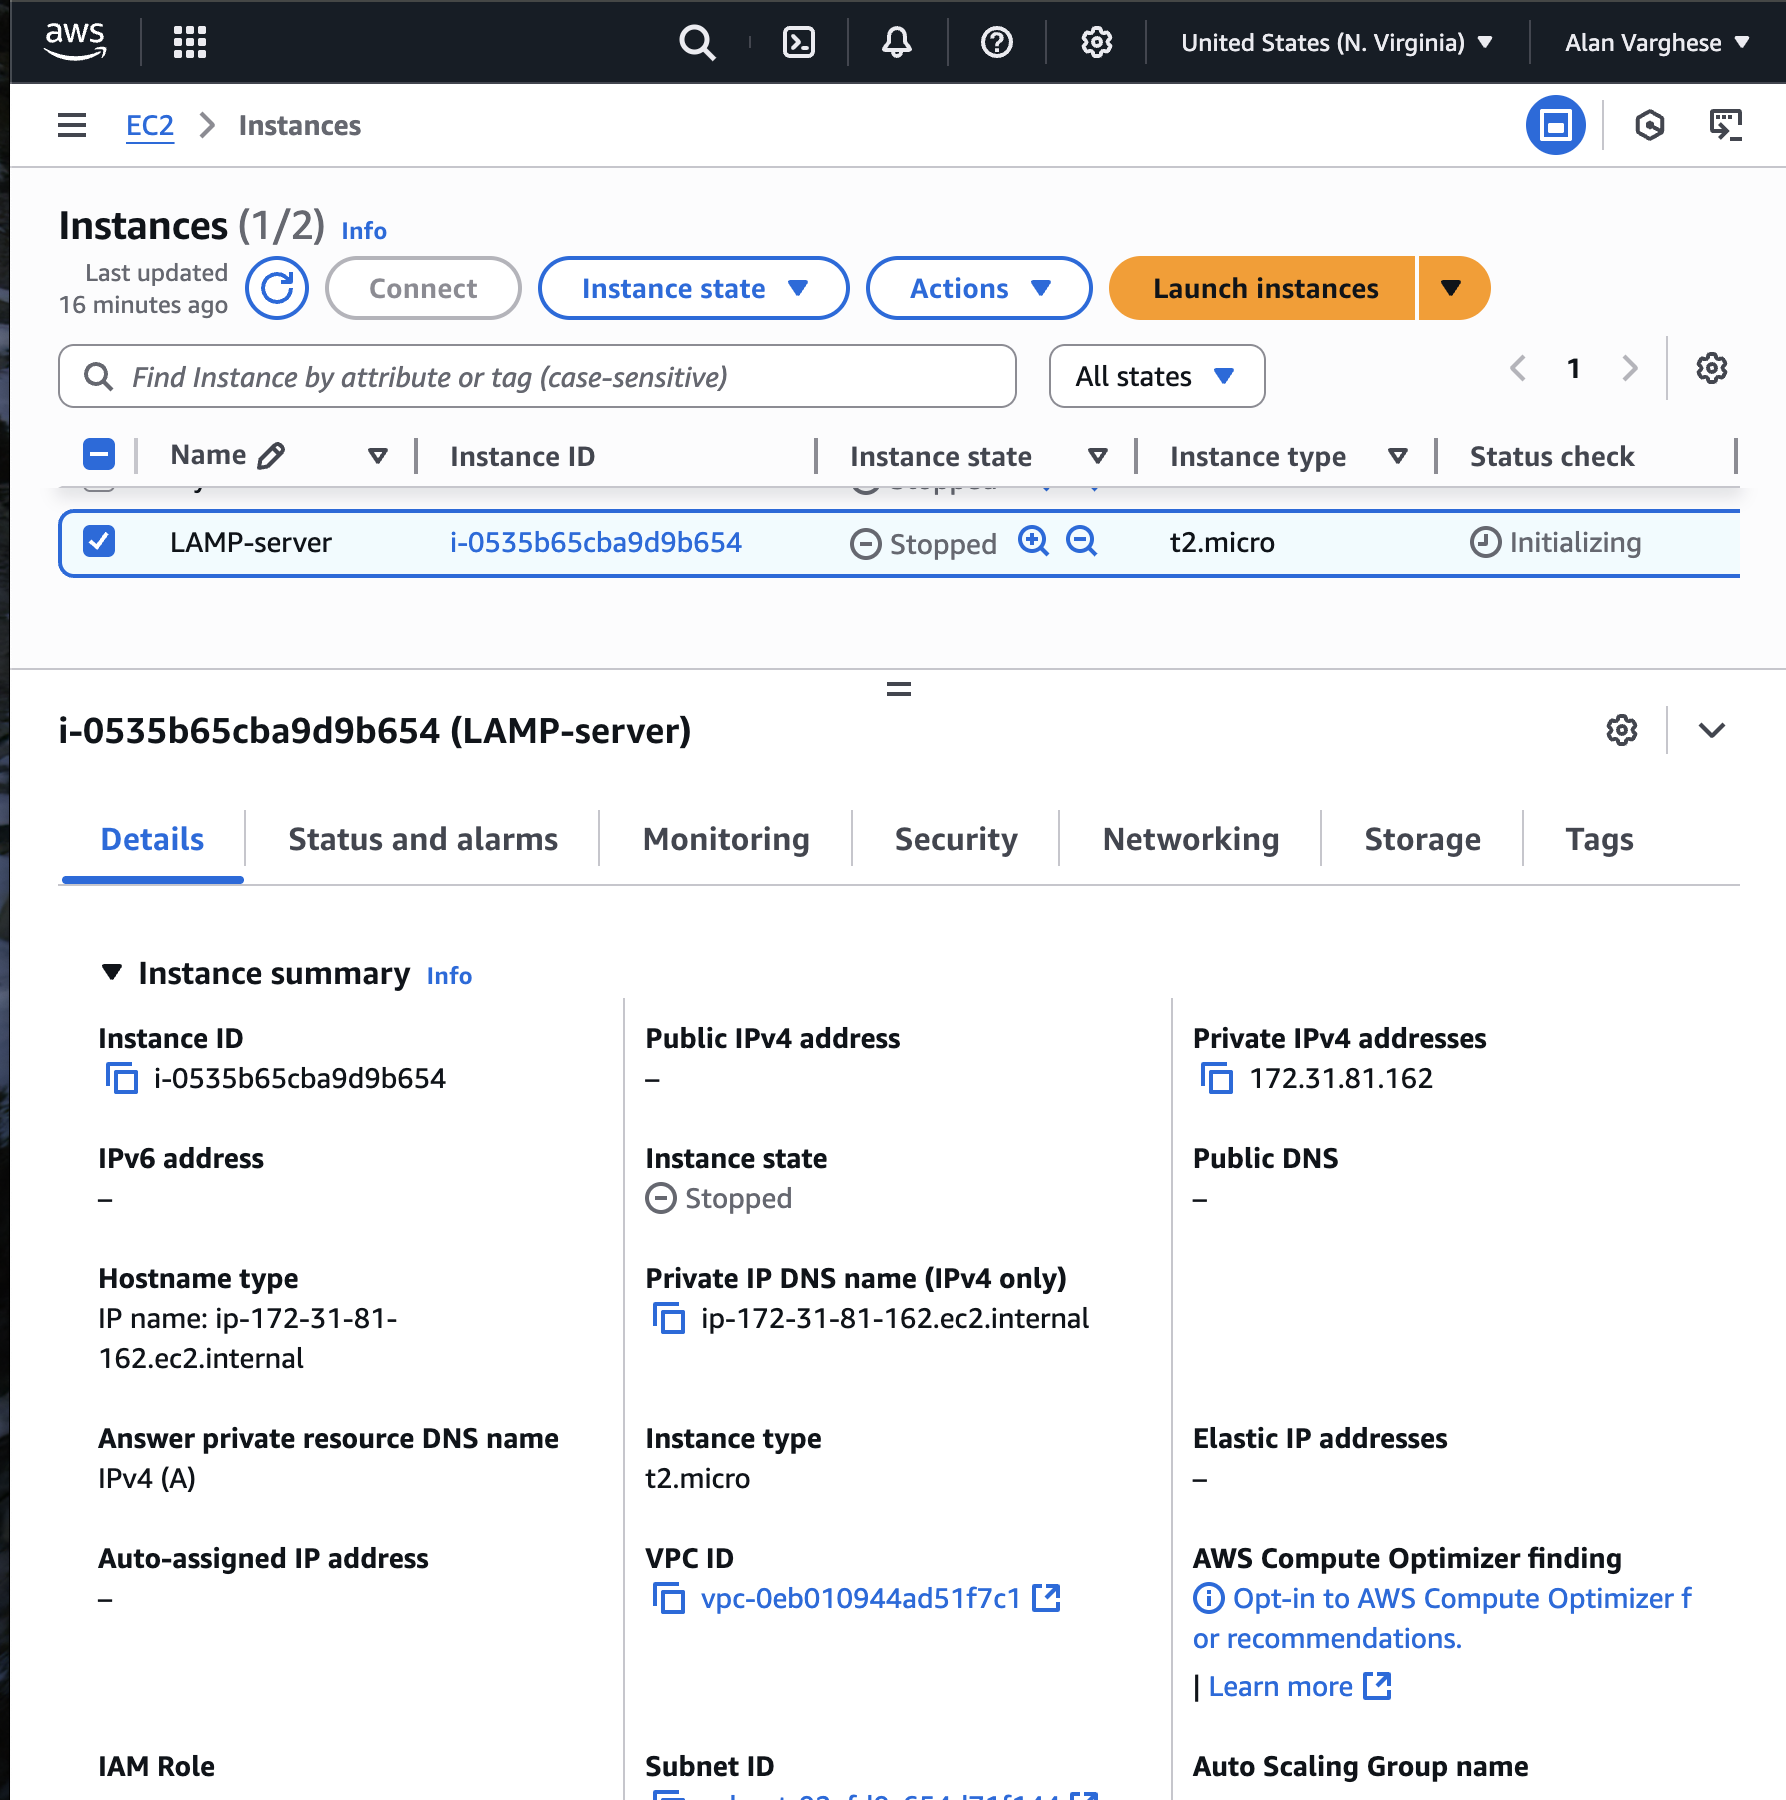 aws
United States (N. Virginia)
Alan Varghese
EC2
Instances
Instances (1/2) Info
Last updated
16 minutes ago
Connect
Instance state
Actions
Launch instances
Find Instance by attribute or tag (case-sensitive)
All states
1
Name
Instance ID
Instance state
Instance type
Status check
Stopped
LAMP-server
i-0535b65cba9d9b654
Stopped
t2.micro
Initializing
i-0535b65cba9d9b654 (LAMP-server)
Details
Status and alarms
Monitoring
Security
Networking
Storage
Tags
Instance summary Info
Instance ID
i-0535b65cba9d9b654
Public IPv4 address
–
Private IPv4 addresses
172.31.81.162
IPv6 address
–
Instance state
Stopped
Public DNS
–
Hostname type
IP name: ip-172-31-81-
162.ec2.internal
Private IP DNS name (IPv4 only)
ip-172-31-81-162.ec2.internal
Answer private resource DNS name
IPv4 (A)
Instance type
t2.micro
Elastic IP addresses
–
Auto-assigned IP address
–
VPC ID
vpc-0eb010944ad51f7c1
AWS Compute Optimizer finding
Opt-in to AWS Compute Optimizer f
or recommendations.
| Learn more
IAM Role
Subnet ID
Auto Scaling Group name